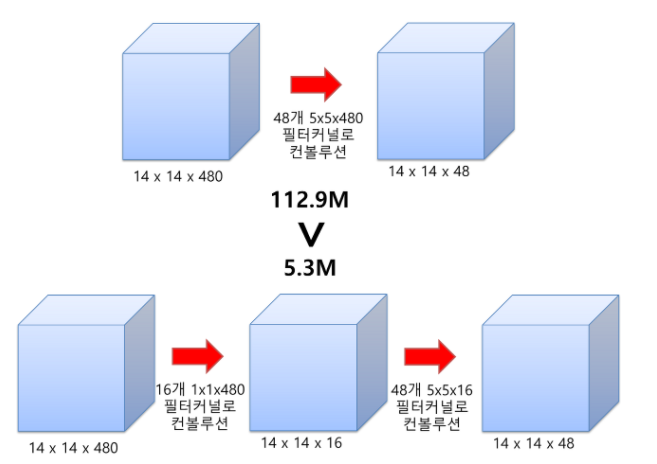 48개 5x5x480
필터커널로
컨볼루션
14 x 14 x 480
14 x 14 x 48
112.9M
V
5.3M
16개 1x1x480
필터커널로
컨볼루션
48개 5x5x16
필터커널로
컨볼루션
14 x 14 x 480
14 x 14 x 16
14 x 14 x 48